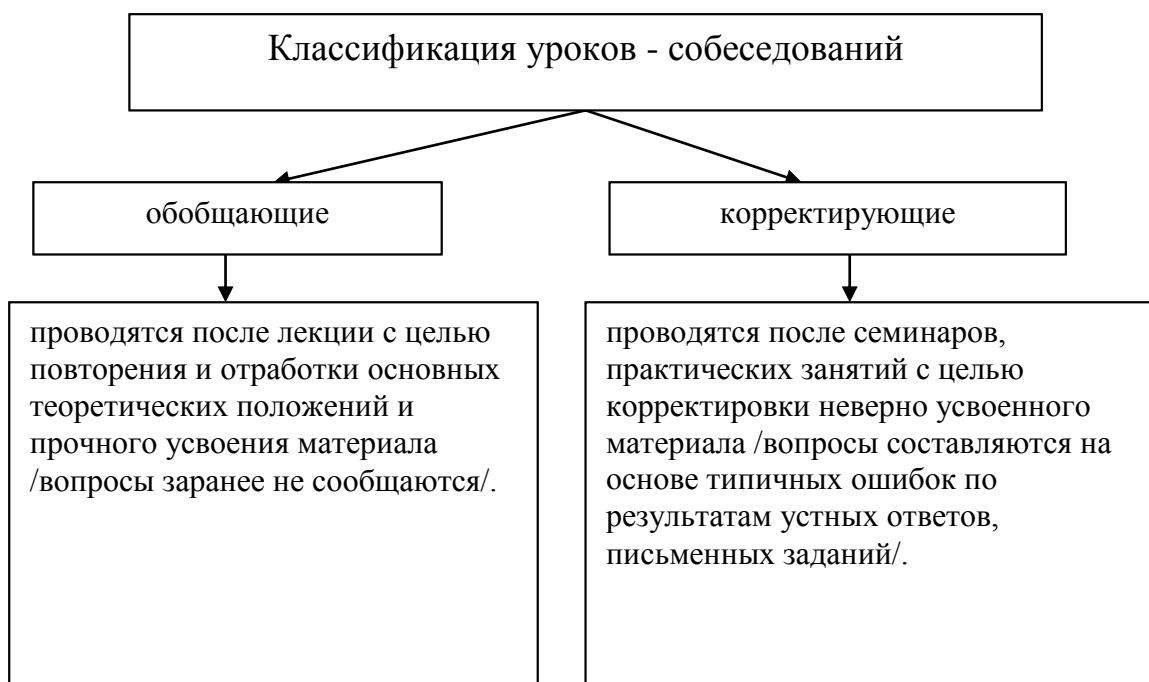 Классификация уроков - собеседований
обобщающие
корректирующие
проводятся после лекции с целью
повторения и отработки основных
теоретических положений и
прочного усвоения материала
/вопросы заранее не сообщаются/.
проводятся после семинаров,
практических занятий с целью
корректировки неверно усвоенного
материала /вопросы составляются на
основе типичных ошибок по
результатам устных ответов,
письменных заданий/.